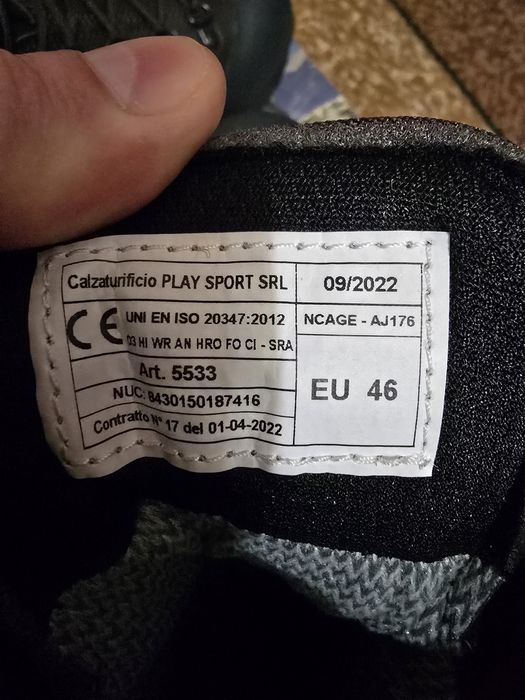 Calzaturificio PLAY SPORT SRL
09/2022
CE
UNI EN ISO 20347:2012
O3 HI WR AN HRO FO CI - SRA
NCAGE - AJ176
Art. 5533
EU 46
NUC: 8430150187416
Contratto N° 17 del 01-04-2022